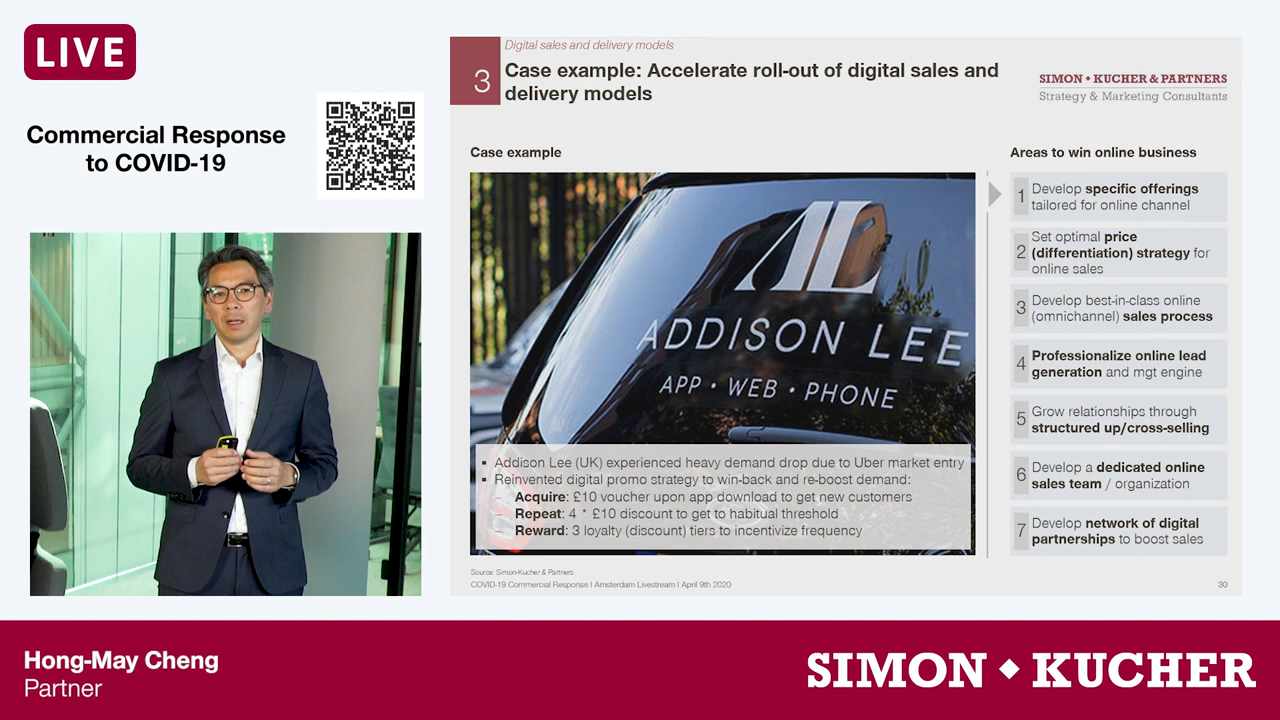 LIVE
Commercial Response
to COVID-19
Digital sales and delivery models
3
Case example: Accelerate roll-out of digital sales and
delivery models
SIMON • KUCHER & PARTNERS
Strategy & Marketing Consultants
Case example
ADDISON LEE
APP • WEB • PHONE
▪ Addison Lee (UK) experienced heavy demand drop due to Uber market entry
▪ Reinvented digital promo strategy to win-back and re-boost demand:
– Acquire: £10 voucher upon app download to get new customers
– Repeat: 4 * £10 discount to get to habitual threshold
– Reward: 3 loyalty (discount) tiers to incentivize frequency
Areas to win online business
1 Develop specific offerings
tailored for online channel
2 Set optimal price
(differentiation) strategy for
online sales
3 Develop best-in-class online
(omnichannel) sales process
4 Professionalize online lead
generation and mgt engine
5 Grow relationships through
structured up/cross-selling
6 Develop a dedicated online
sales team / organization
7 Develop network of digital
partnerships to boost sales
Source: Simon-Kucher & Partners
COVID-19 Commercial Response I Amsterdam Livestream I April 9th 2020
30
Hong-May Cheng
Partner
SIMON ◆ KUCHER